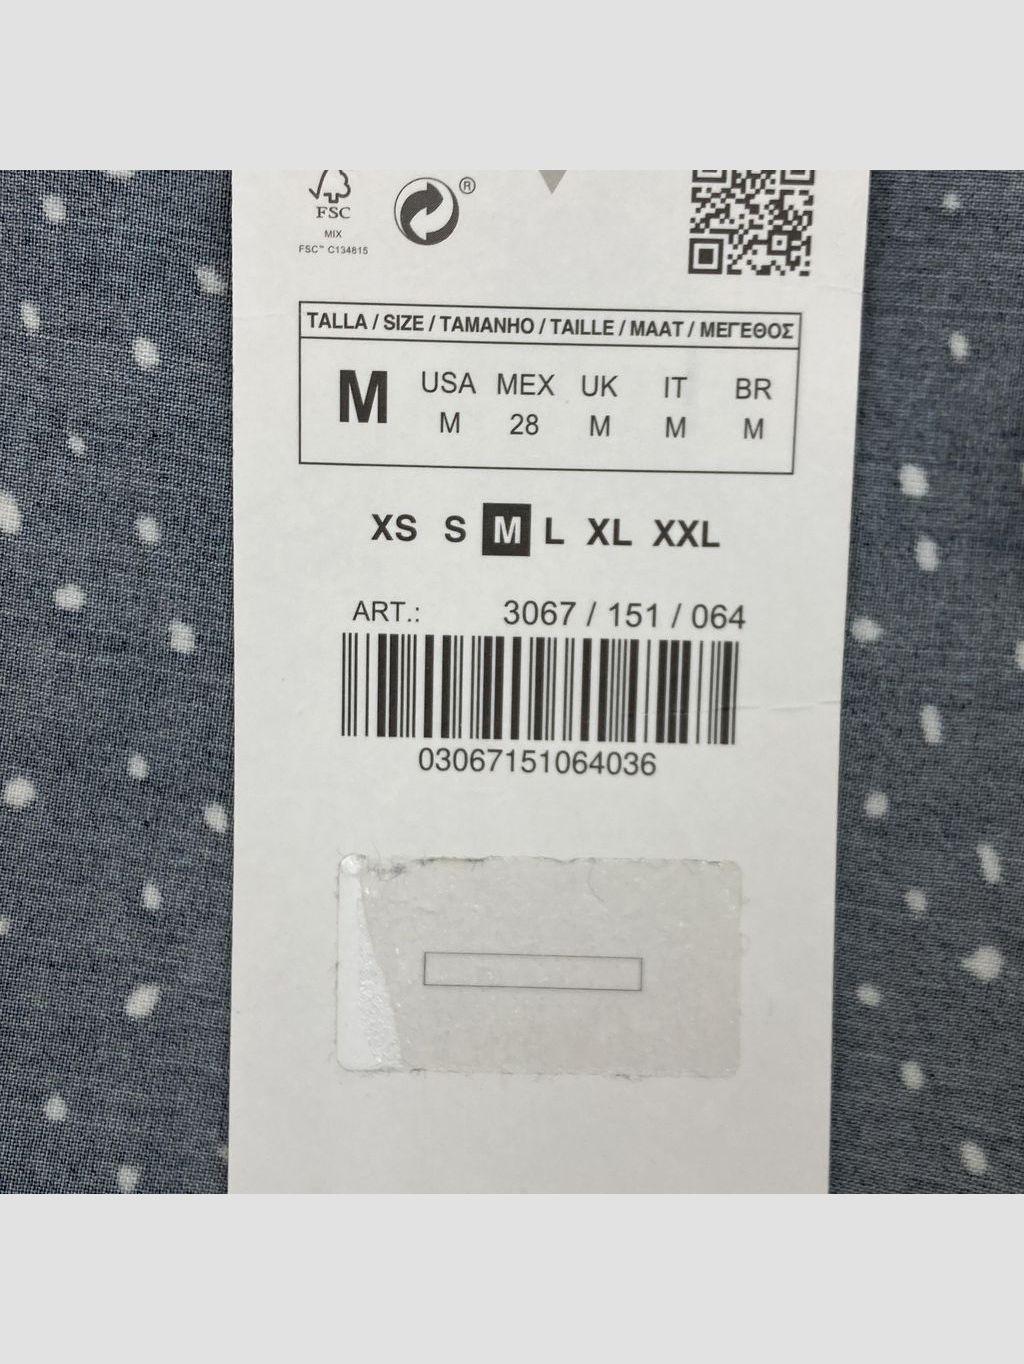 FSC
MIX
FSC™ C134815
®
TALLA / SIZE / TAMANHO / TAILLE / MAAT / ΜΕΓΕΘΟΣ
M USA MEX UK IT BR
M 28 M M M
XS S M L XL XXL
ART.: 3067 / 151 / 064
03067151064036